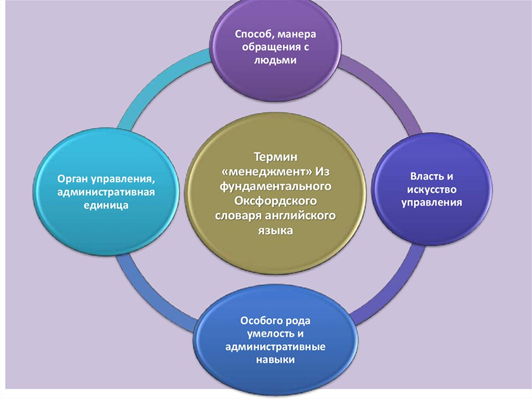 Способ, манера
обращения с
людьми
Термин
«менеджмент» Из
фундаментального
Оксфордского
словаря английского
языка
Орган управления,
административная
единица
Власть и
искусство
управления
Особого рода
умелость и
административные
навыки